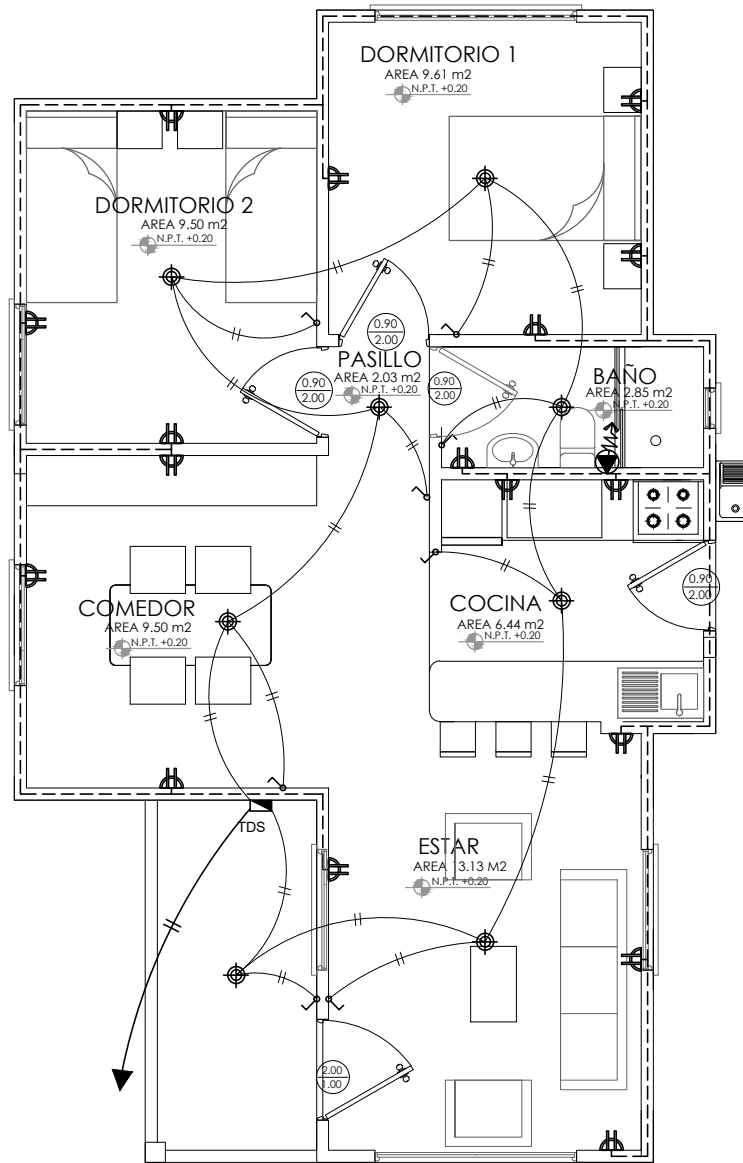 DORMITORIO 1
AREA 9.61 m2
N.P.T. +0.20
DORMITORIO 2
AREA 9.50 m2
N.P.T. +0.20
0.90
2.00
PASILLO
AREA 2.03 m2
N.P.T. +0.20
0.90
2.00
0.90
2.00
BAÑO
AREA 2.85 m2
N.P.T. +0.20
COMEDOR
AREA 9.50 m2
N.P.T. +0.20
COCINA
AREA 6.44 m2
N.P.T. +0.20
0.90
2.00
TDS
ESTAR
AREA 13.13 M2
N.P.T. +0.20
2.00
1.00